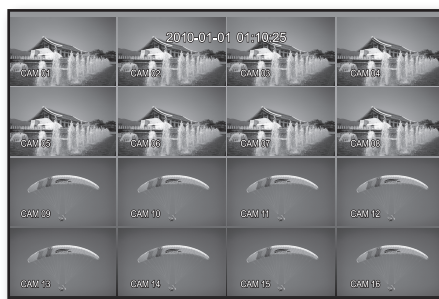 2010-01-01 01:10:25
CAM 01 CAM 02 CAM 03 CAM 04
CAM 05 CAM 06 CAM 07 CAM 08
CAM 09 CAM 10 CAM 11 CAM 12
CAM 13 CAM 14 CAM 15 CAM 16